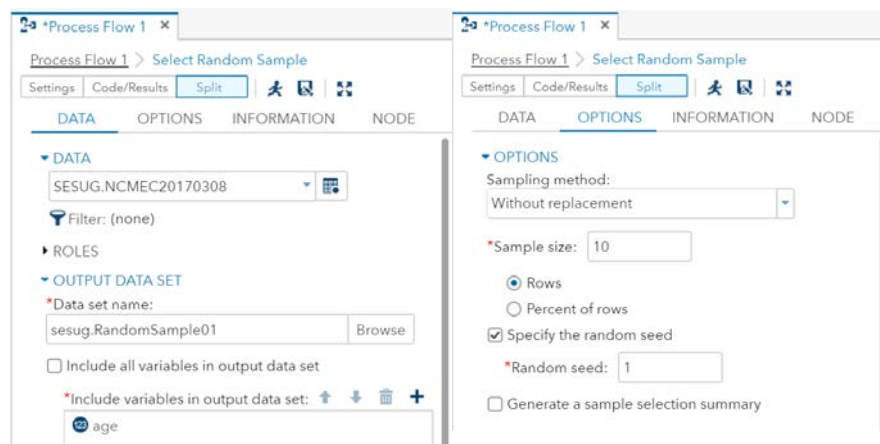 *Process Flow 1 ×
Process Flow 1 > Select Random Sample
Settings Code/Results Split
DATA OPTIONS INFORMATION NODE
DATA
SESUG.NCMEC20170308
Filter: (none)
ROLES
OUTPUT DATA SET
*Data set name:
sesug.RandomSample01 Browse
Include all variables in output data set
*Include variables in output data set:
123 age
*Process Flow 1 ×
Process Flow 1 > Select Random Sample
Settings Code/Results Split
DATA OPTIONS INFORMATION NODE
OPTIONS
Sampling method:
Without replacement
*Sample size: 10
Rows
Percent of rows
Specify the random seed
*Random seed: 1
Generate a sample selection summary